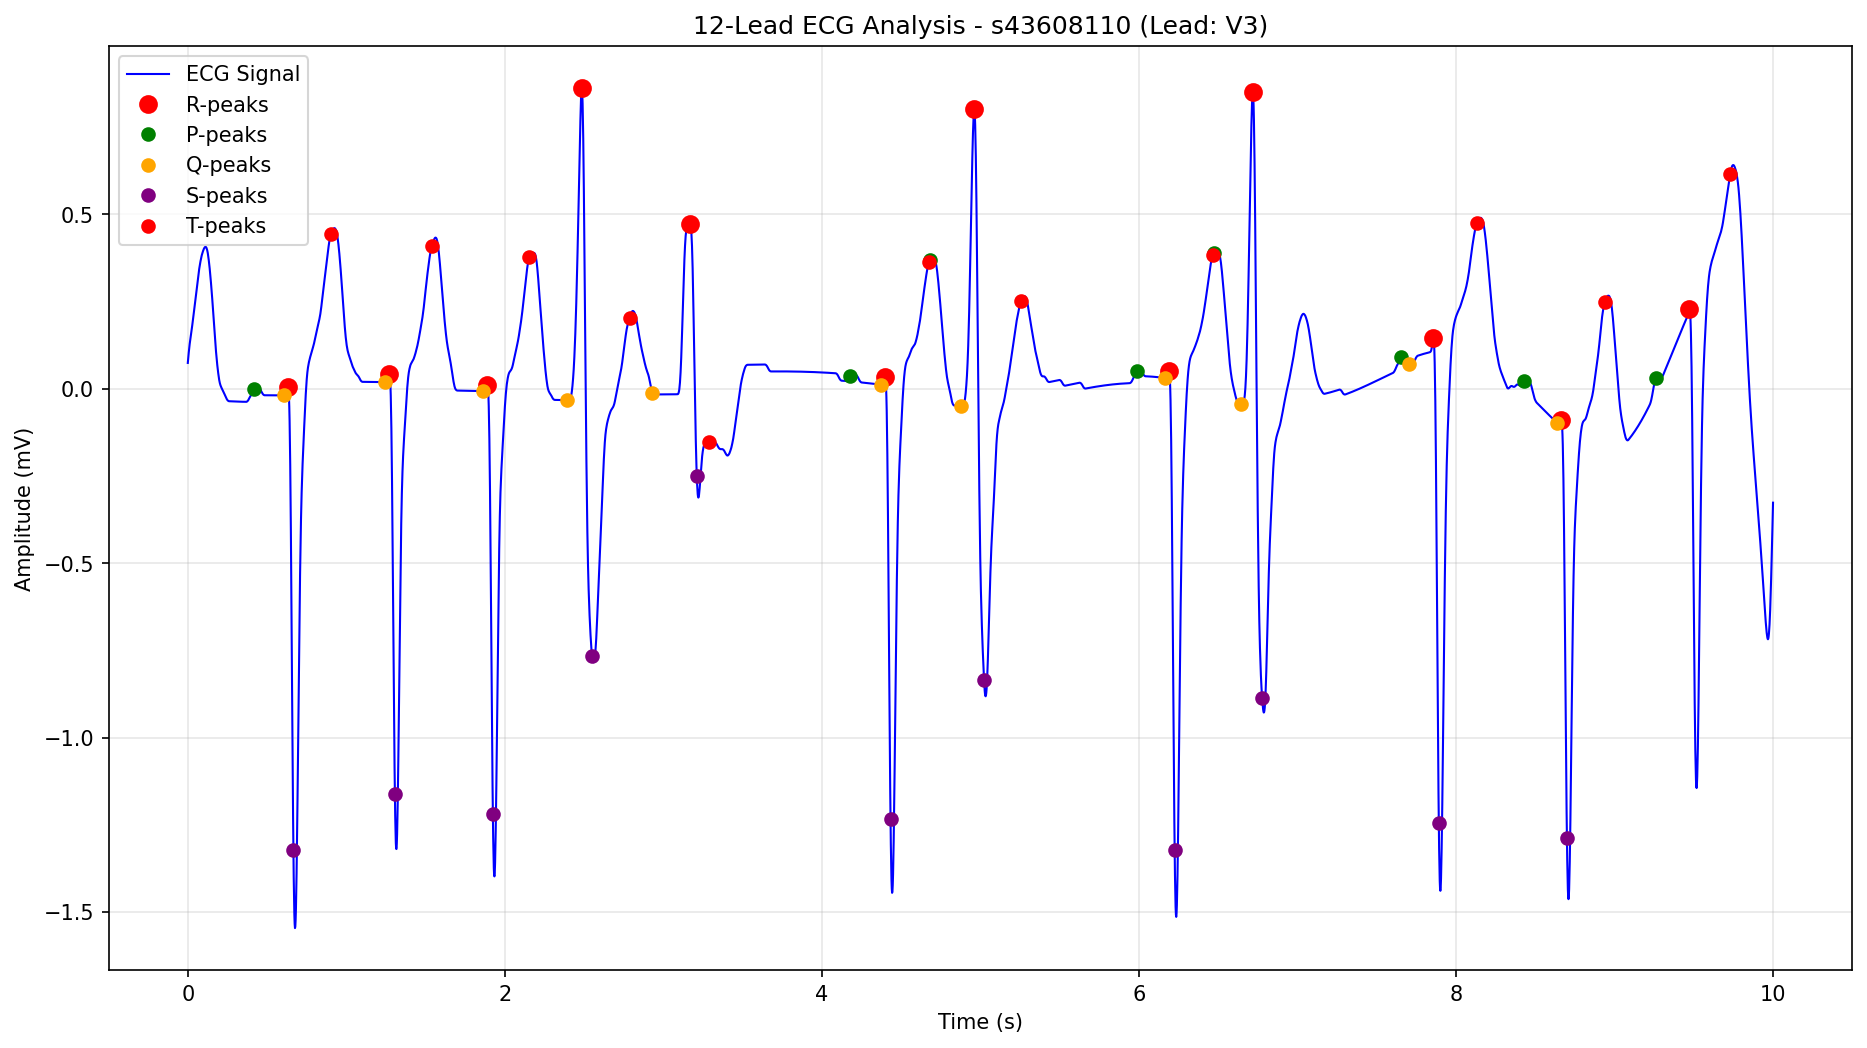 12-Lead ECG Analysis - s43608110 (Lead: V3)
ECG Signal
R-peaks
P-peaks
Q-peaks
S-peaks
T-peaks
Amplitude (mV)
0.5
0.0
−0.5
−1.0
−1.5
0 2 4 6 8 10
Time (s)